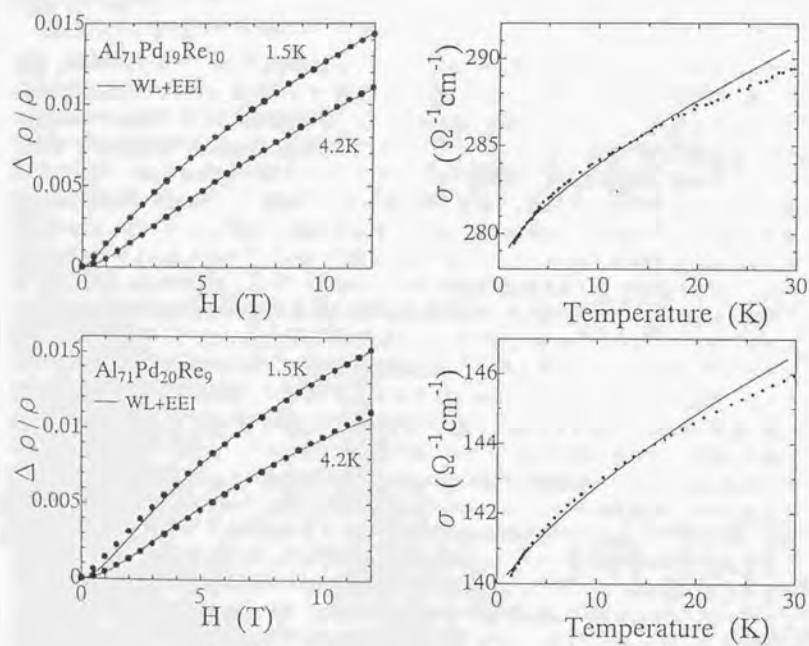 0.015
Al71Pd19Re10
1.5K
WL+EEI
0.01
4.2K
0.005
0
0
5
10
Δ ρ/ρ
H (T)
290
285
280
0
10
20
30
σ (Ω⁻¹cm⁻¹)
Temperature (K)
0.015
Al71Pd20Re9
1.5K
WL+EEI
0.01
4.2K
0.005
0
0
5
10
Δ ρ/ρ
H (T)
146
144
142
140
0
10
20
30
σ (Ω⁻¹cm⁻¹)
Temperature (K)